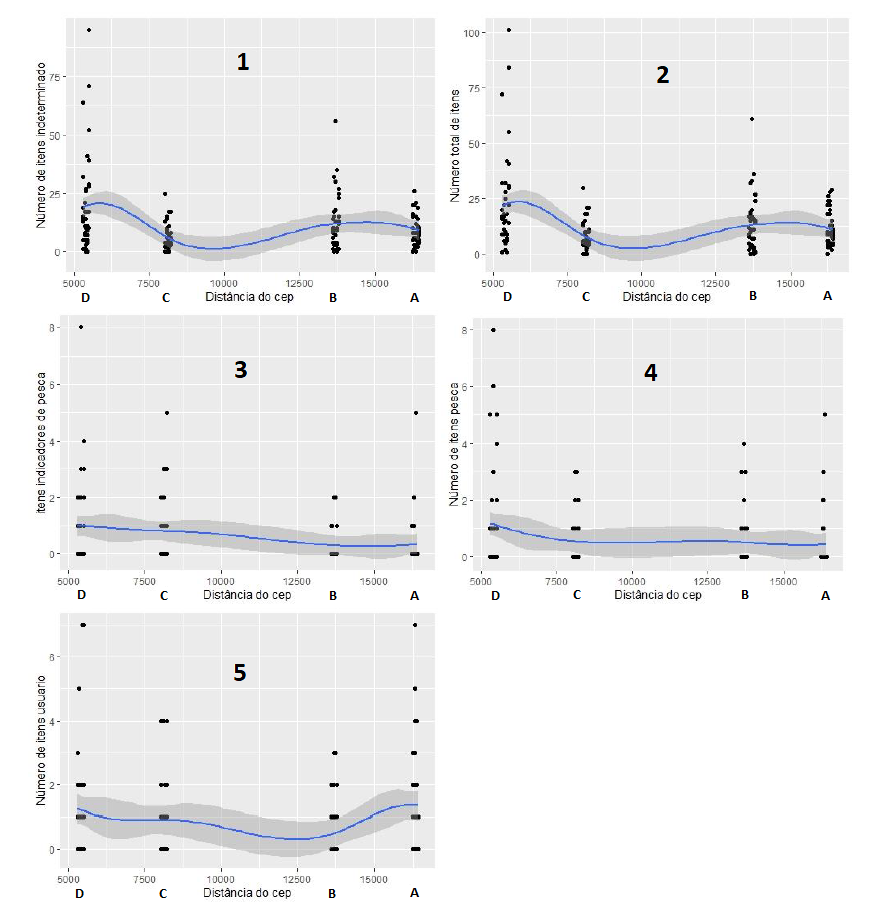 1
Número de itens indeterminado
75
50
25
0
5000 7500 10000 15000
D C Distância do cep B A
2
Número total de itens
100
75
50
25
0
5000 7500 10000 15000
D C Distância do cep B A
3
itens indicadores de pesca
8
6
4
2
0
5000 7500 10000 12500 15000
D C Distância do cep B A
4
Número de itens pesca
8
6
4
2
0
5000 7500 10000 12500 15000
D C Distância do cep B A
5
Número de itens usuario
6
4
2
0
5000 7500 10000 12500 15000
D C Distância do cep B A